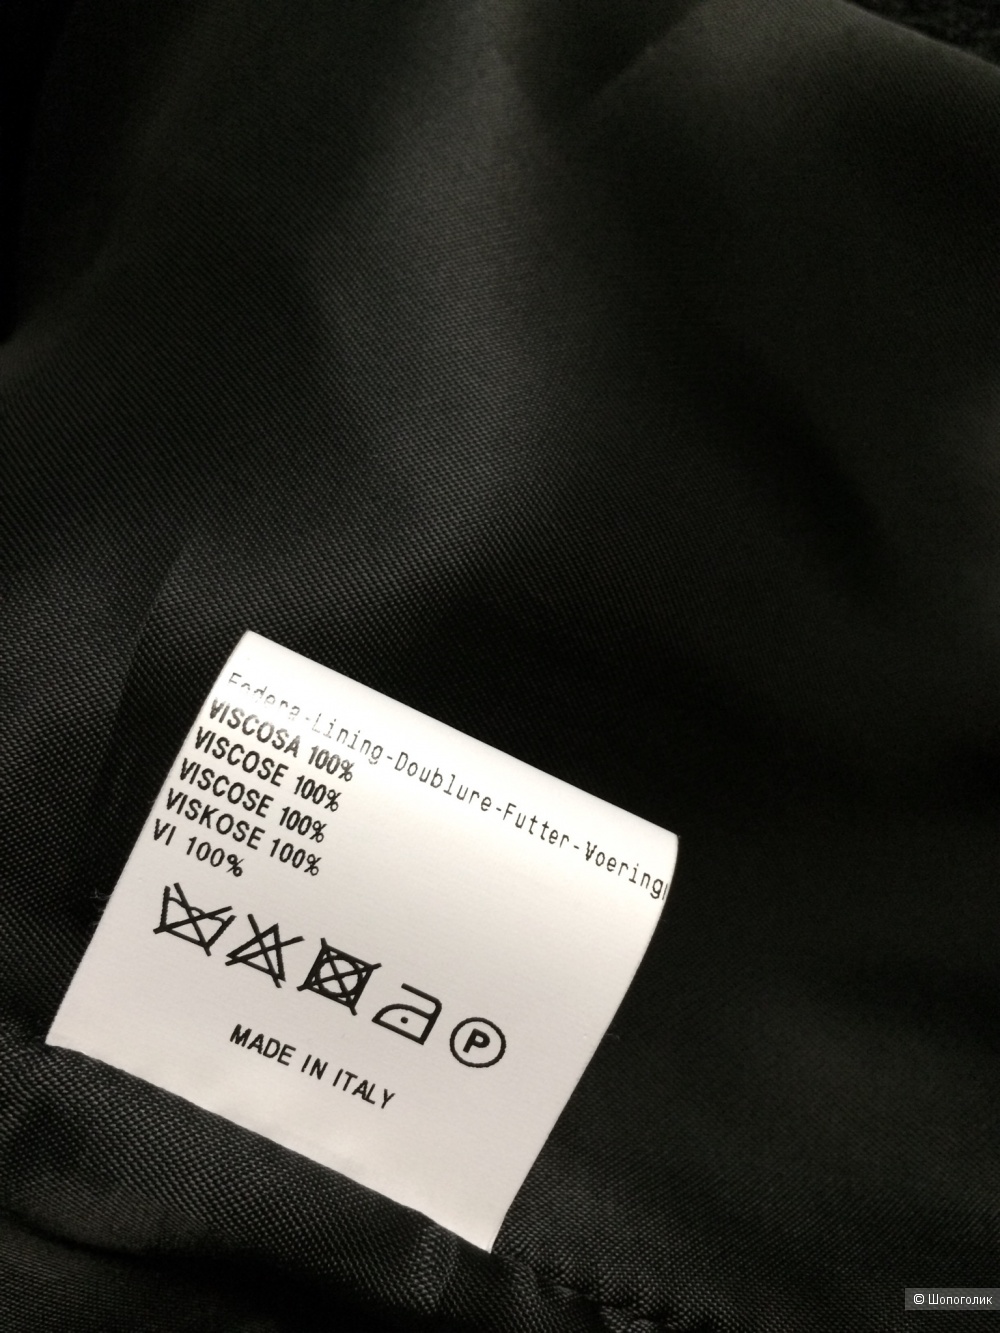 Fodera-Lining-Doublure-Futter-Voering
VISCOSA 100%
VISCOSE 100%
VISCOSE 100%
VISKOSE 100%
VI 100%
P
MADE IN ITALY
© Шопоголик